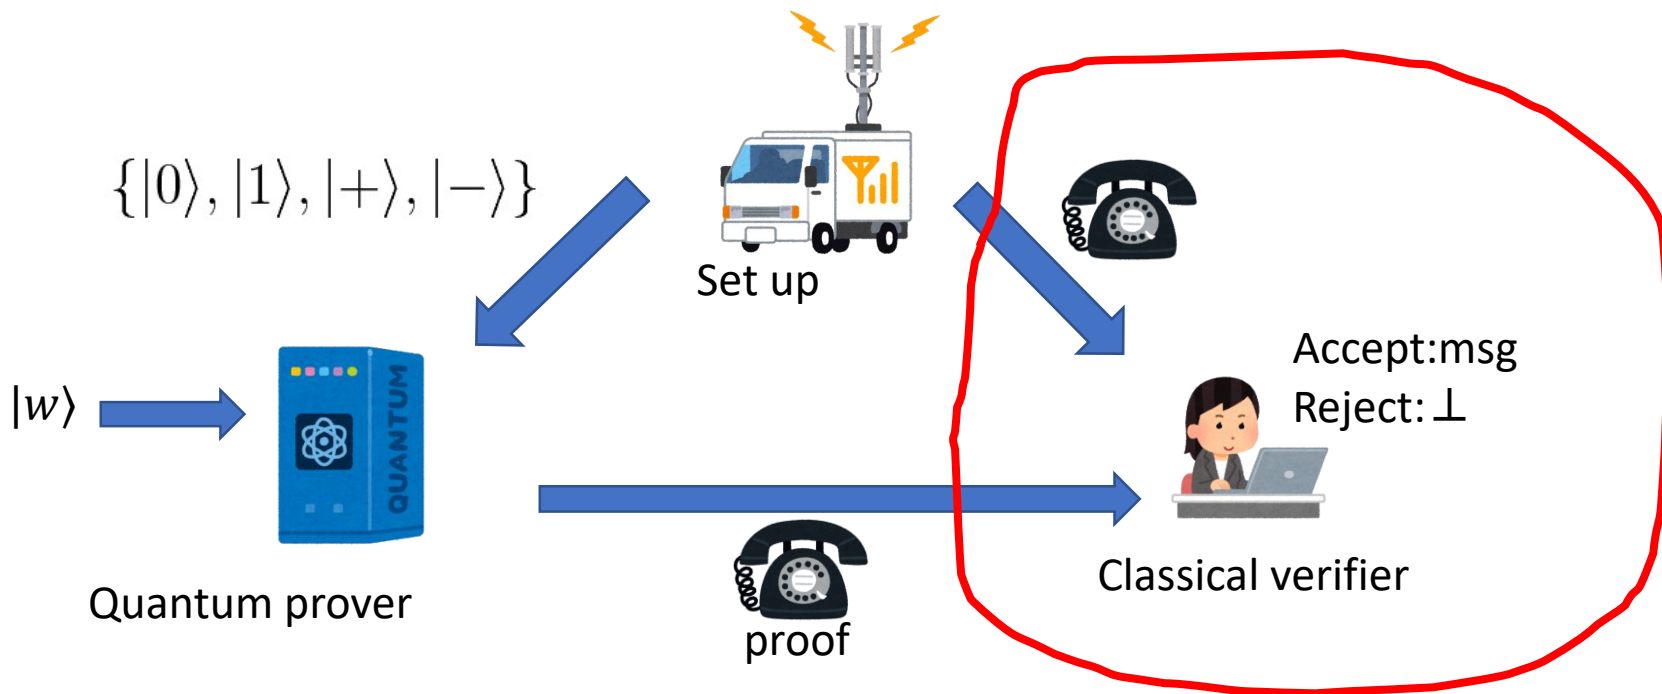 {|0⟩, |1⟩, |+⟩, |−⟩}
Set up
Accept:msg
Reject:⊥
|w⟩
QUANTUM
Quantum prover
proof
Classical verifier